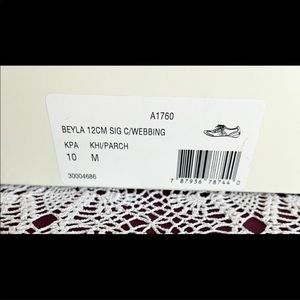 A1760
BEYLA 12CM SIG C/WEBBING
KPA KHI/PARCH
10 M
30004686
7 87936 78744 0